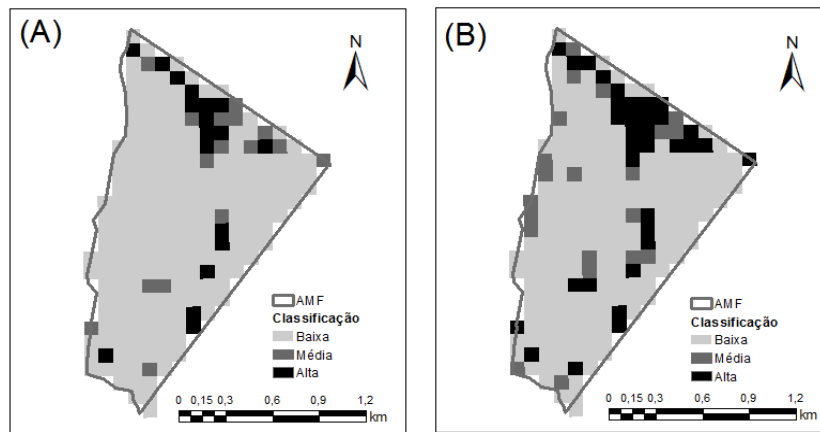 (A)
N
AMF
Classificação
Baixa
Média
Alta
0 0,15 0,3 0,6 0,9 1,2
km
(B)
N
AMF
Classificação
Baixa
Média
Alta
0 0,15 0,3 0,6 0,9 1,2
km